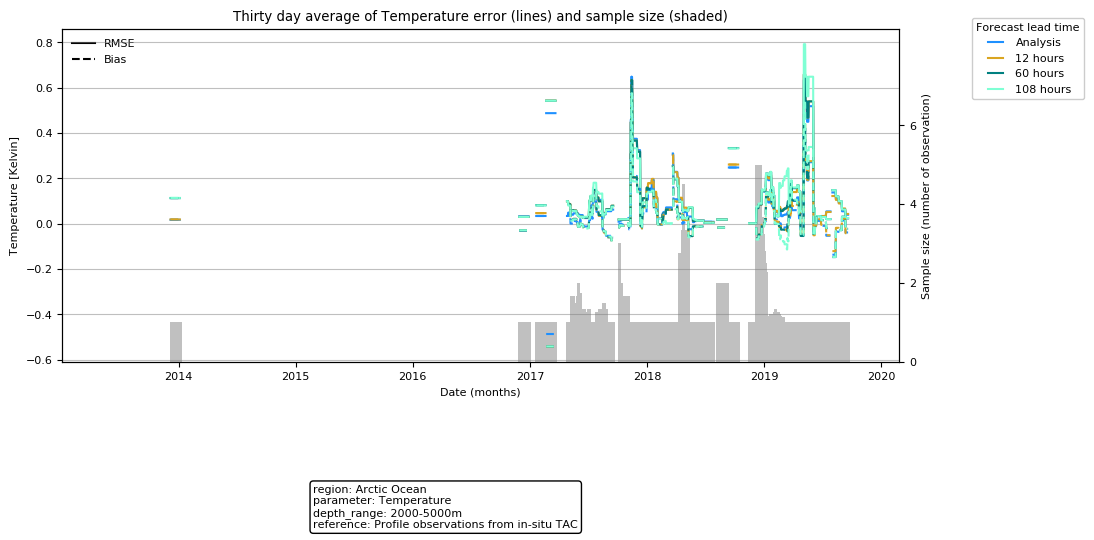 Thirty day average of Temperature error (lines) and sample size (shaded)
RMSE
Bias
Forecast lead time
Analysis
12 hours
60 hours
108 hours
Temperature [Kelvin]
0.8
0.6
0.4
0.2
0.0
−0.2
−0.4
−0.6
Sample size (number of observation)
6
4
2
0
2014
2015
2016
2017
2018
2019
2020
Date (months)
region: Arctic Ocean
parameter: Temperature
depth_range: 2000-5000m
reference: Profile observations from in-situ TAC